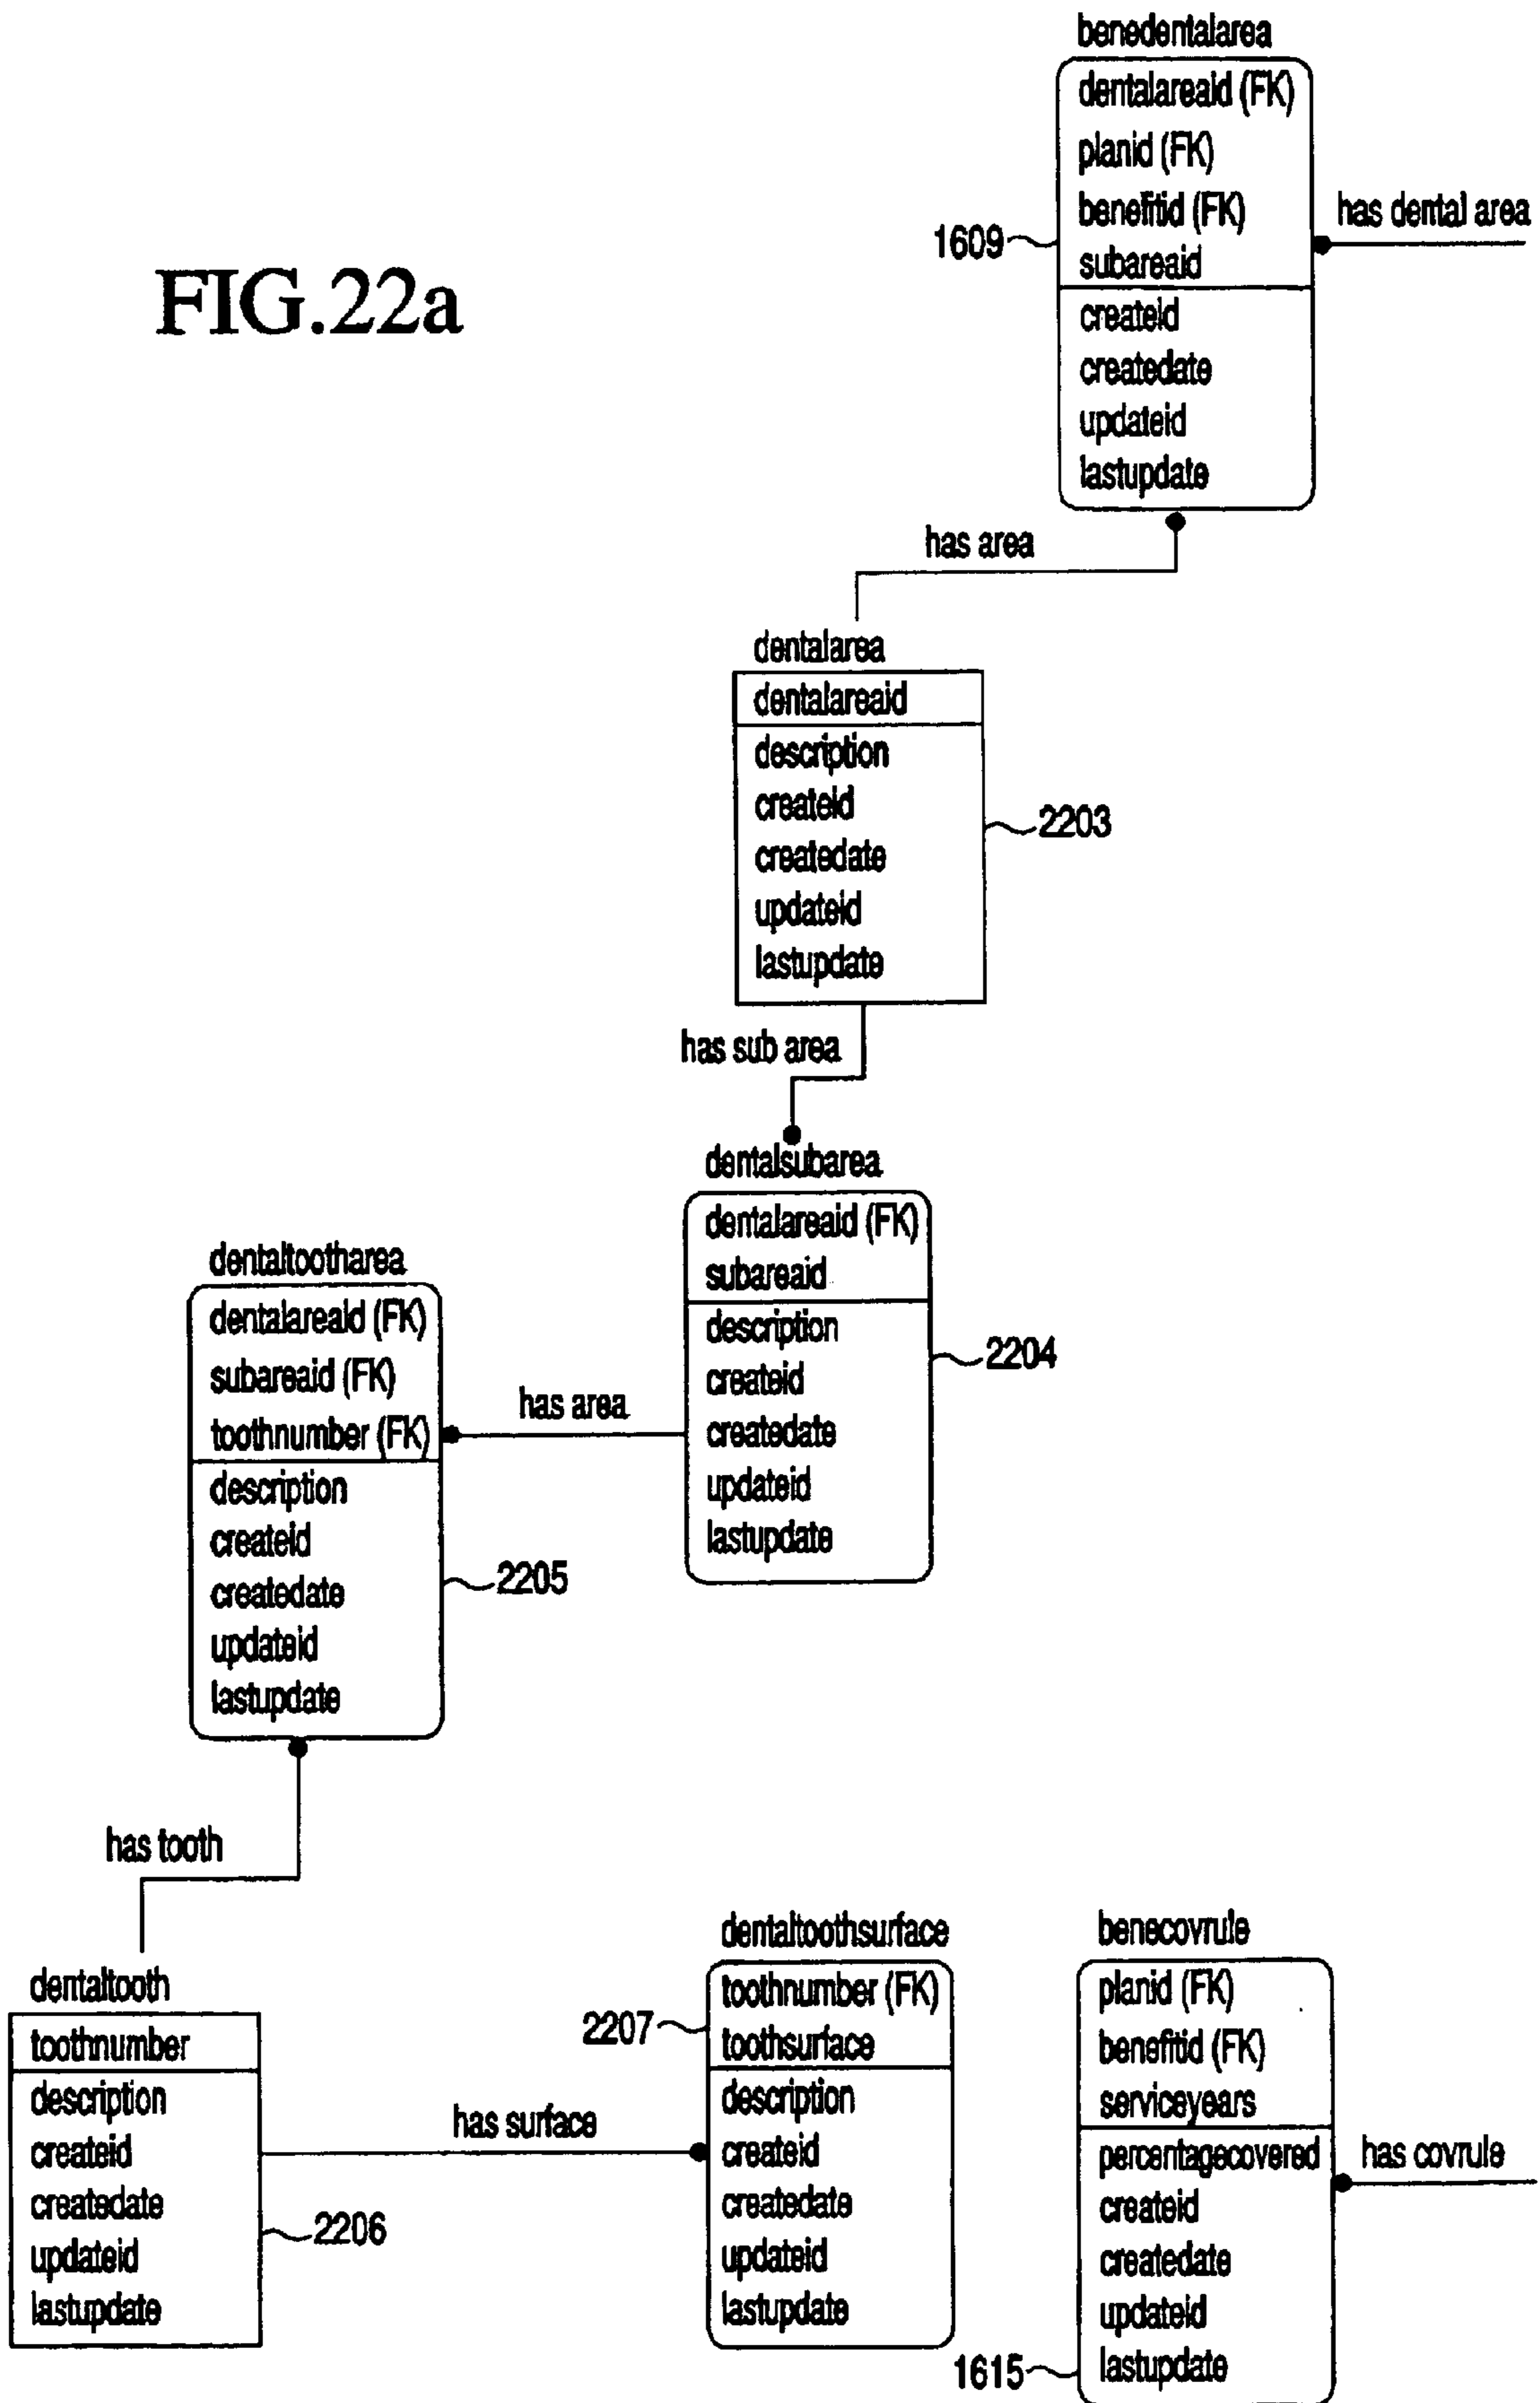 FIG.22a
benedentalarea
dentalareaid (FK)
planid (FK)
benefitid (FK)
subareaid
createid
createdate
updateid
lastupdate
1609
has dental area
has area
dentalarea
dentalareaid
description
createid
createdate
updateid
lastupdate
2203
has sub area
dentalsubarea
dentalareaid (FK)
subareaid
description
createid
createdate
updateid
lastupdate
2204
has area
dentaltootharea
dentalareaid (FK)
subareaid (FK)
toothnumber (FK)
description
createid
createdate
updateid
lastupdate
2205
has tooth
dentaltooth
toothnumber
description
createid
createdate
updateid
lastupdate
2206
has surface
dentaltoothsurface
toothnumber (FK)
toothsurface
description
createid
createdate
updateid
lastupdate
2207
benecovrule
planid (FK)
benefitid (FK)
serviceyears
percentagecovered
createid
createdate
updateid
lastupdate
1615
has covrule